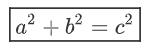 a² + b² = c²